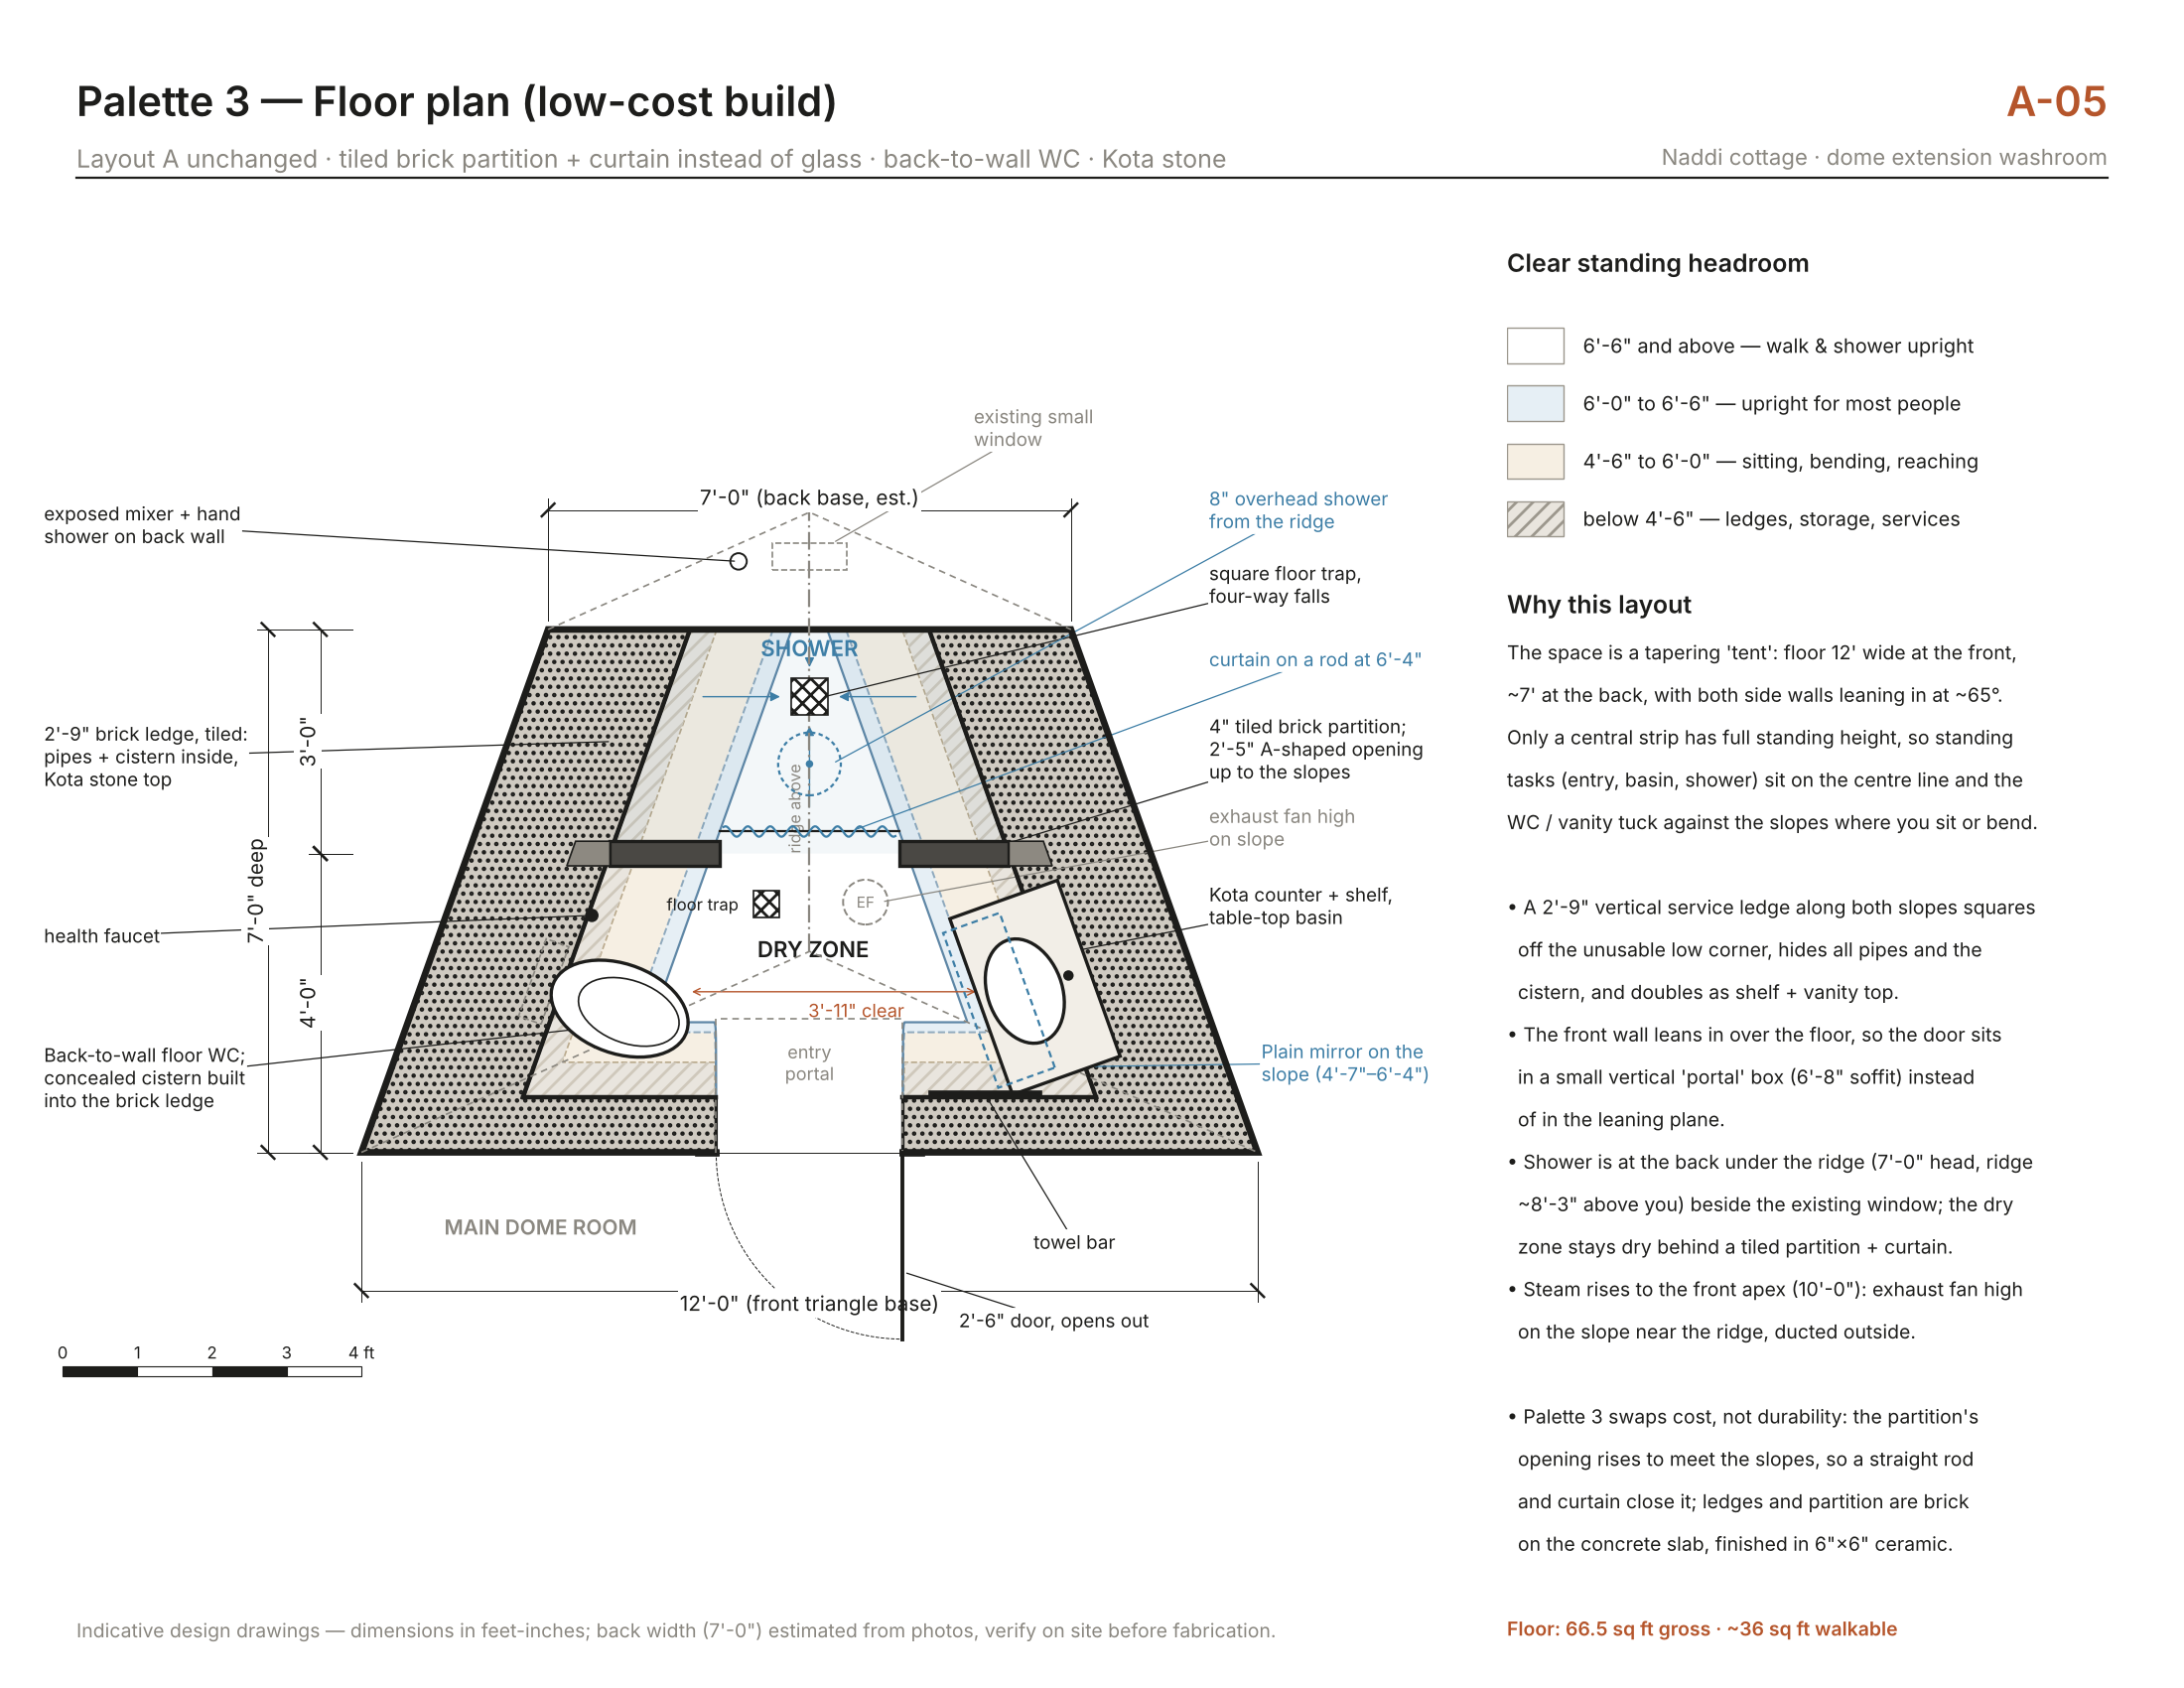 Palette 3 — Floor plan (low-cost build)
A-05
Layout A unchanged · tiled brick partition + curtain instead of glass · back-to-wall WC · Kota stone
Naddi cottage · dome extension washroom
existing small
window
7'-0" (back base, est.)
exposed mixer + hand
shower on back wall
8" overhead shower
from the ridge
square floor trap,
four-way falls
SHOWER
curtain on a rod at 6'-4"
2'-9" brick ledge, tiled:
pipes + cistern inside,
Kota stone top
3'-0"
4" tiled brick partition;
2'-5" A-shaped opening
up to the slopes
ridge above
exhaust fan high
on slope
7'-0" deep
floor trap
EF
Kota counter + shelf,
table-top basin
health faucet
DRY ZONE
4'-0"
3'-11" clear
Back-to-wall floor WC;
concealed cistern built
into the brick ledge
entry
portal
Plain mirror on the
slope (4'-7"–6'-4")
MAIN DOME ROOM
towel bar
12'-0" (front triangle base)
2'-6" door, opens out
0 1 2 3 4 ft
Clear standing headroom
6'-6" and above — walk & shower upright
6'-0" to 6'-6" — upright for most people
4'-6" to 6'-0" — sitting, bending, reaching
below 4'-6" — ledges, storage, services
Why this layout
The space is a tapering 'tent': floor 12' wide at the front,
~7' at the back, with both side walls leaning in at ~65°.
Only a central strip has full standing height, so standing
tasks (entry, basin, shower) sit on the centre line and the
WC / vanity tuck against the slopes where you sit or bend.
• A 2'-9" vertical service ledge along both slopes squares
off the unusable low corner, hides all pipes and the
cistern, and doubles as shelf + vanity top.
• The front wall leans in over the floor, so the door sits
in a small vertical 'portal' box (6'-8" soffit) instead
of in the leaning plane.
• Shower is at the back under the ridge (7'-0" head, ridge
~8'-3" above you) beside the existing window; the dry
zone stays dry behind a tiled partition + curtain.
• Steam rises to the front apex (10'-0"): exhaust fan high
on the slope near the ridge, ducted outside.
• Palette 3 swaps cost, not durability: the partition's
opening rises to meet the slopes, so a straight rod
and curtain close it; ledges and partition are brick
on the concrete slab, finished in 6"×6" ceramic.
Indicative design drawings — dimensions in feet-inches; back width (7'-0") estimated from photos, verify on site before fabrication.
Floor: 66.5 sq ft gross · ~36 sq ft walkable